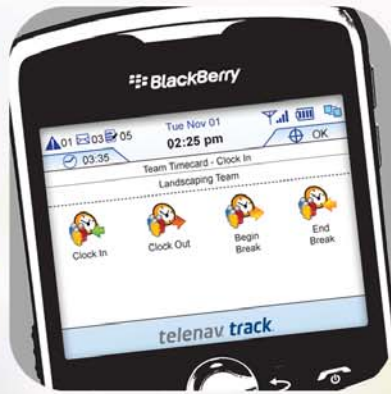 BlackBerry
01 03 05
Tue Nov 01
02:25 pm
03:35
OK
Team Timecard - Clock In
Landscaping Team
Clock In
Clock Out
Begin
Break
End
Break
telenav track